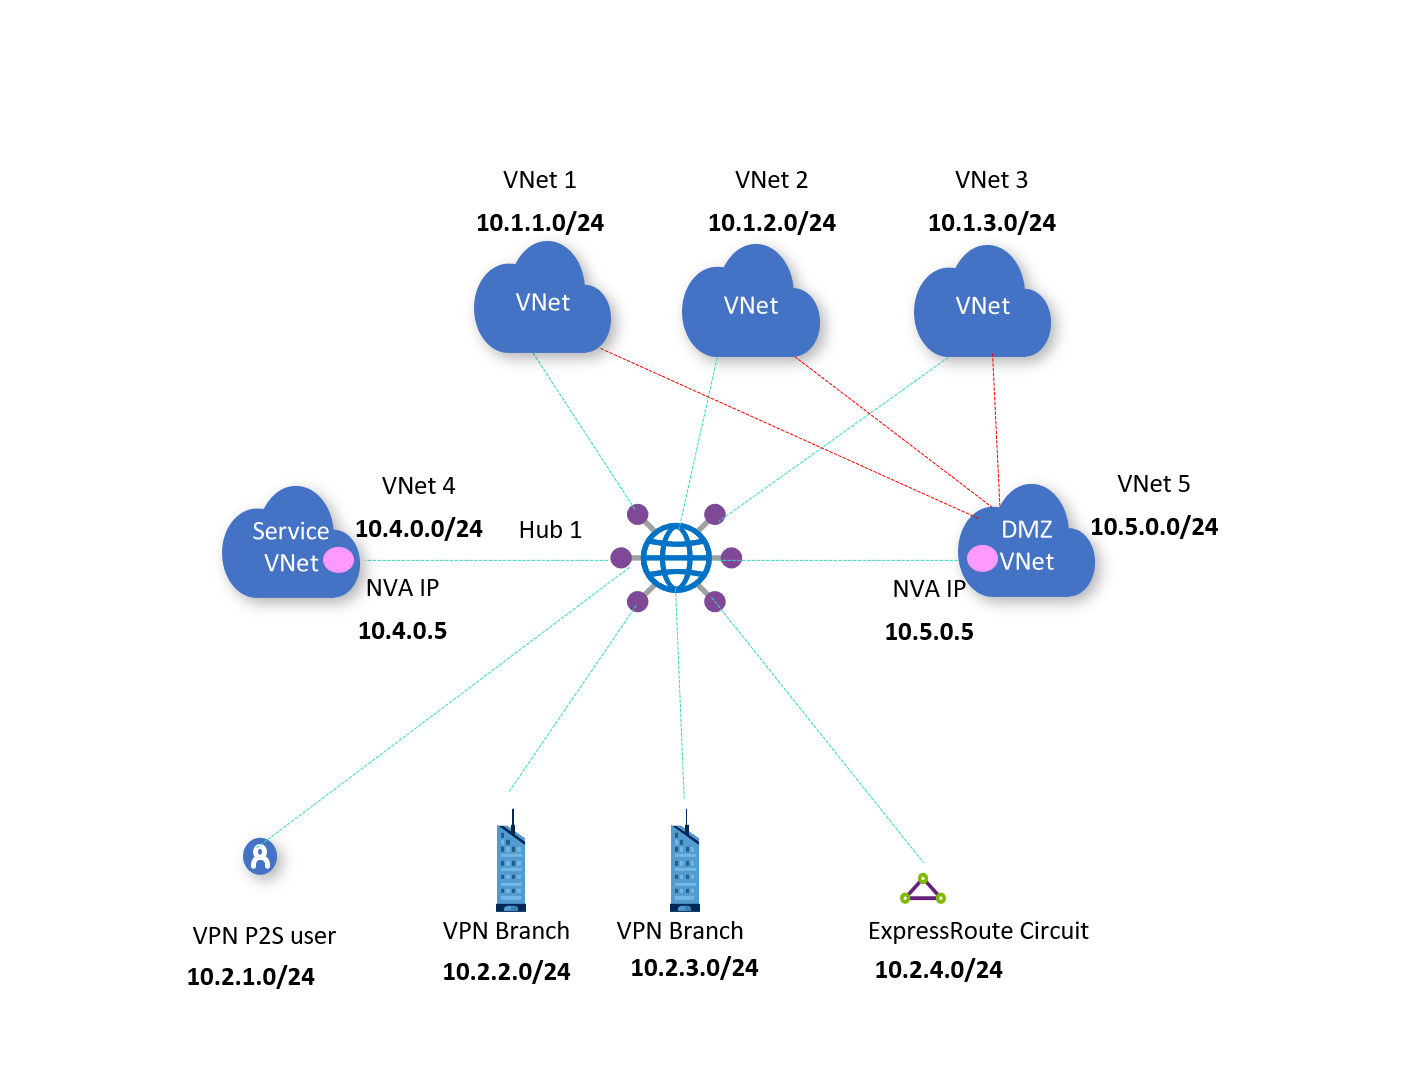 VNet 1
10.1.1.0/24
VNet
VNet 2
10.1.2.0/24
VNet
VNet 3
10.1.3.0/24
VNet
Service
VNet
VNet 4
10.4.0.0/24
NVA IP
10.4.0.5
Hub 1
DMZ
VNet
VNet 5
10.5.0.0/24
NVA IP
10.5.0.5
VPN P2S user
10.2.1.0/24
VPN Branch
10.2.2.0/24
VPN Branch
10.2.3.0/24
ExpressRoute Circuit
10.2.4.0/24